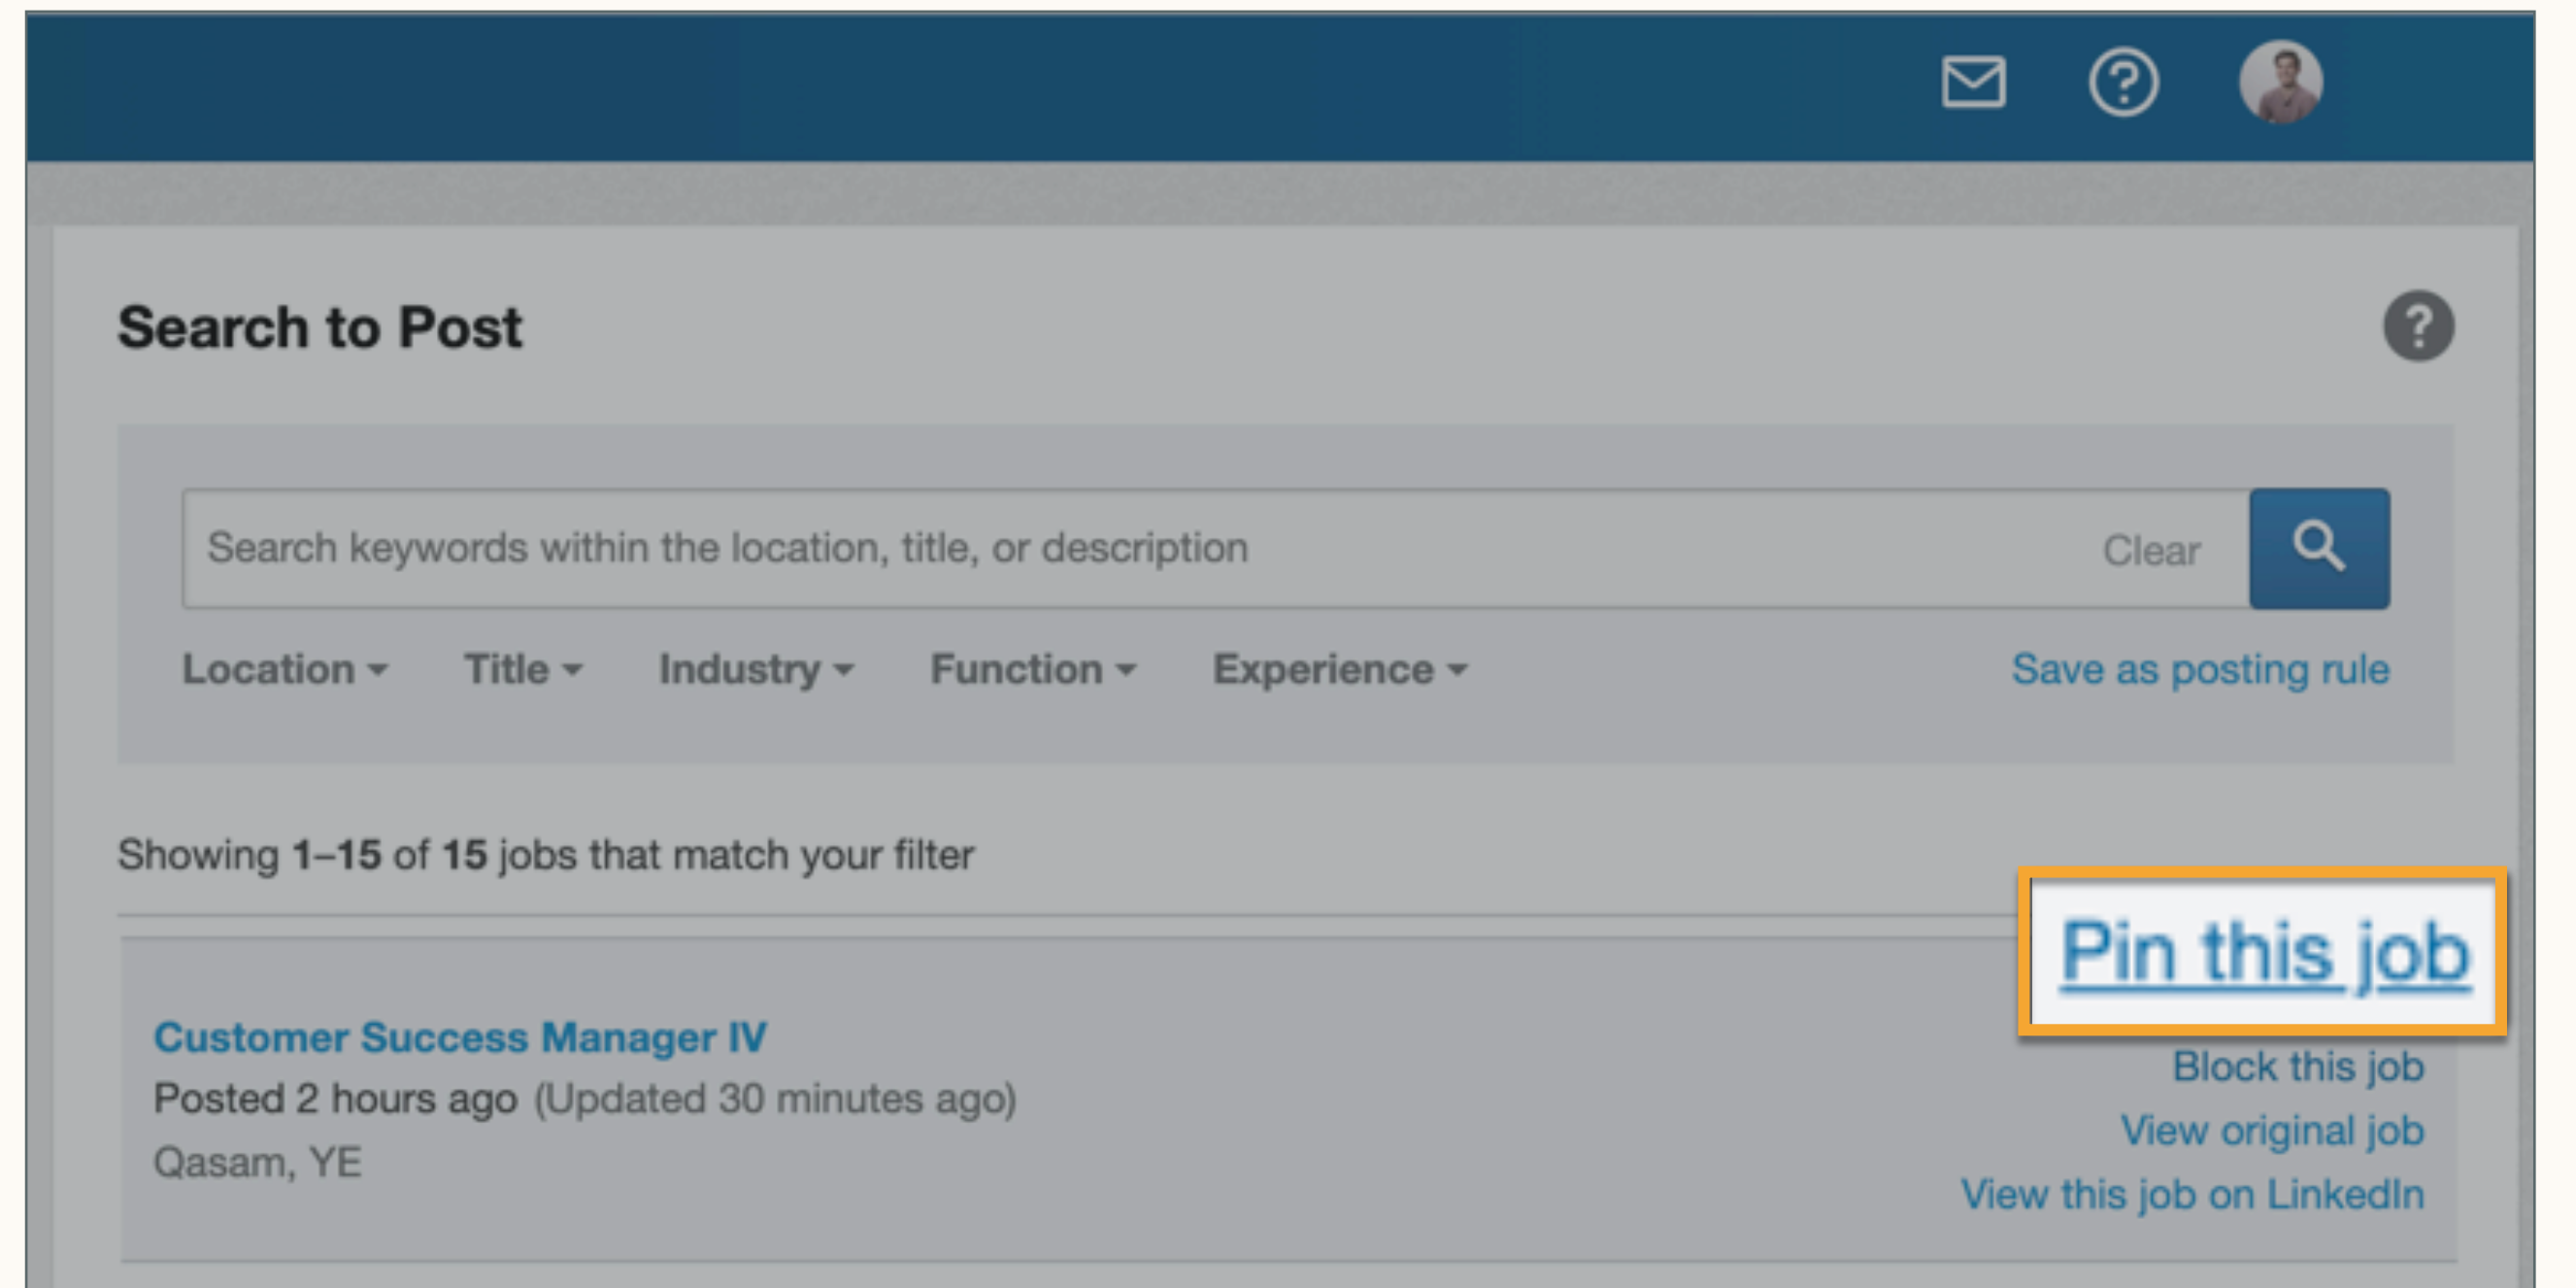 Search to Post
Search keywords within the location, title, or description
Clear
Location Title Industry Function Experience
Save as posting rule
Showing 1–15 of 15 jobs that match your filter
Pin this job
Customer Success Manager IV
Posted 2 hours ago (Updated 30 minutes ago)
Qasam, YE
Block this job
View original job
View this job on LinkedIn